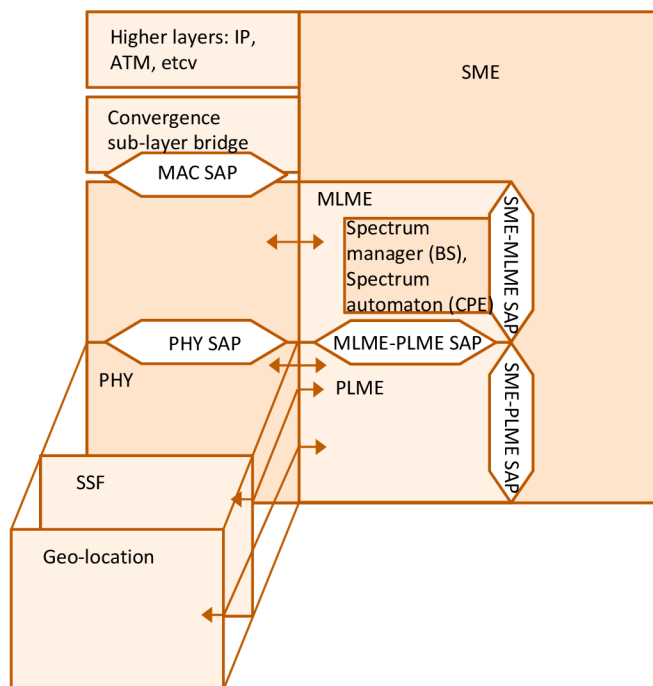 Higher layers: IP,
ATM, etcv
SME
Convergence
sub-layer bridge
MAC SAP
MLME
Spectrum
manager (BS),
Spectrum
automaton (CPE)
SME-MLME SAP
PHY SAP
MLME-PLME SAP
PHY
PLME
SME-PLME SAP
SSF
Geo-location